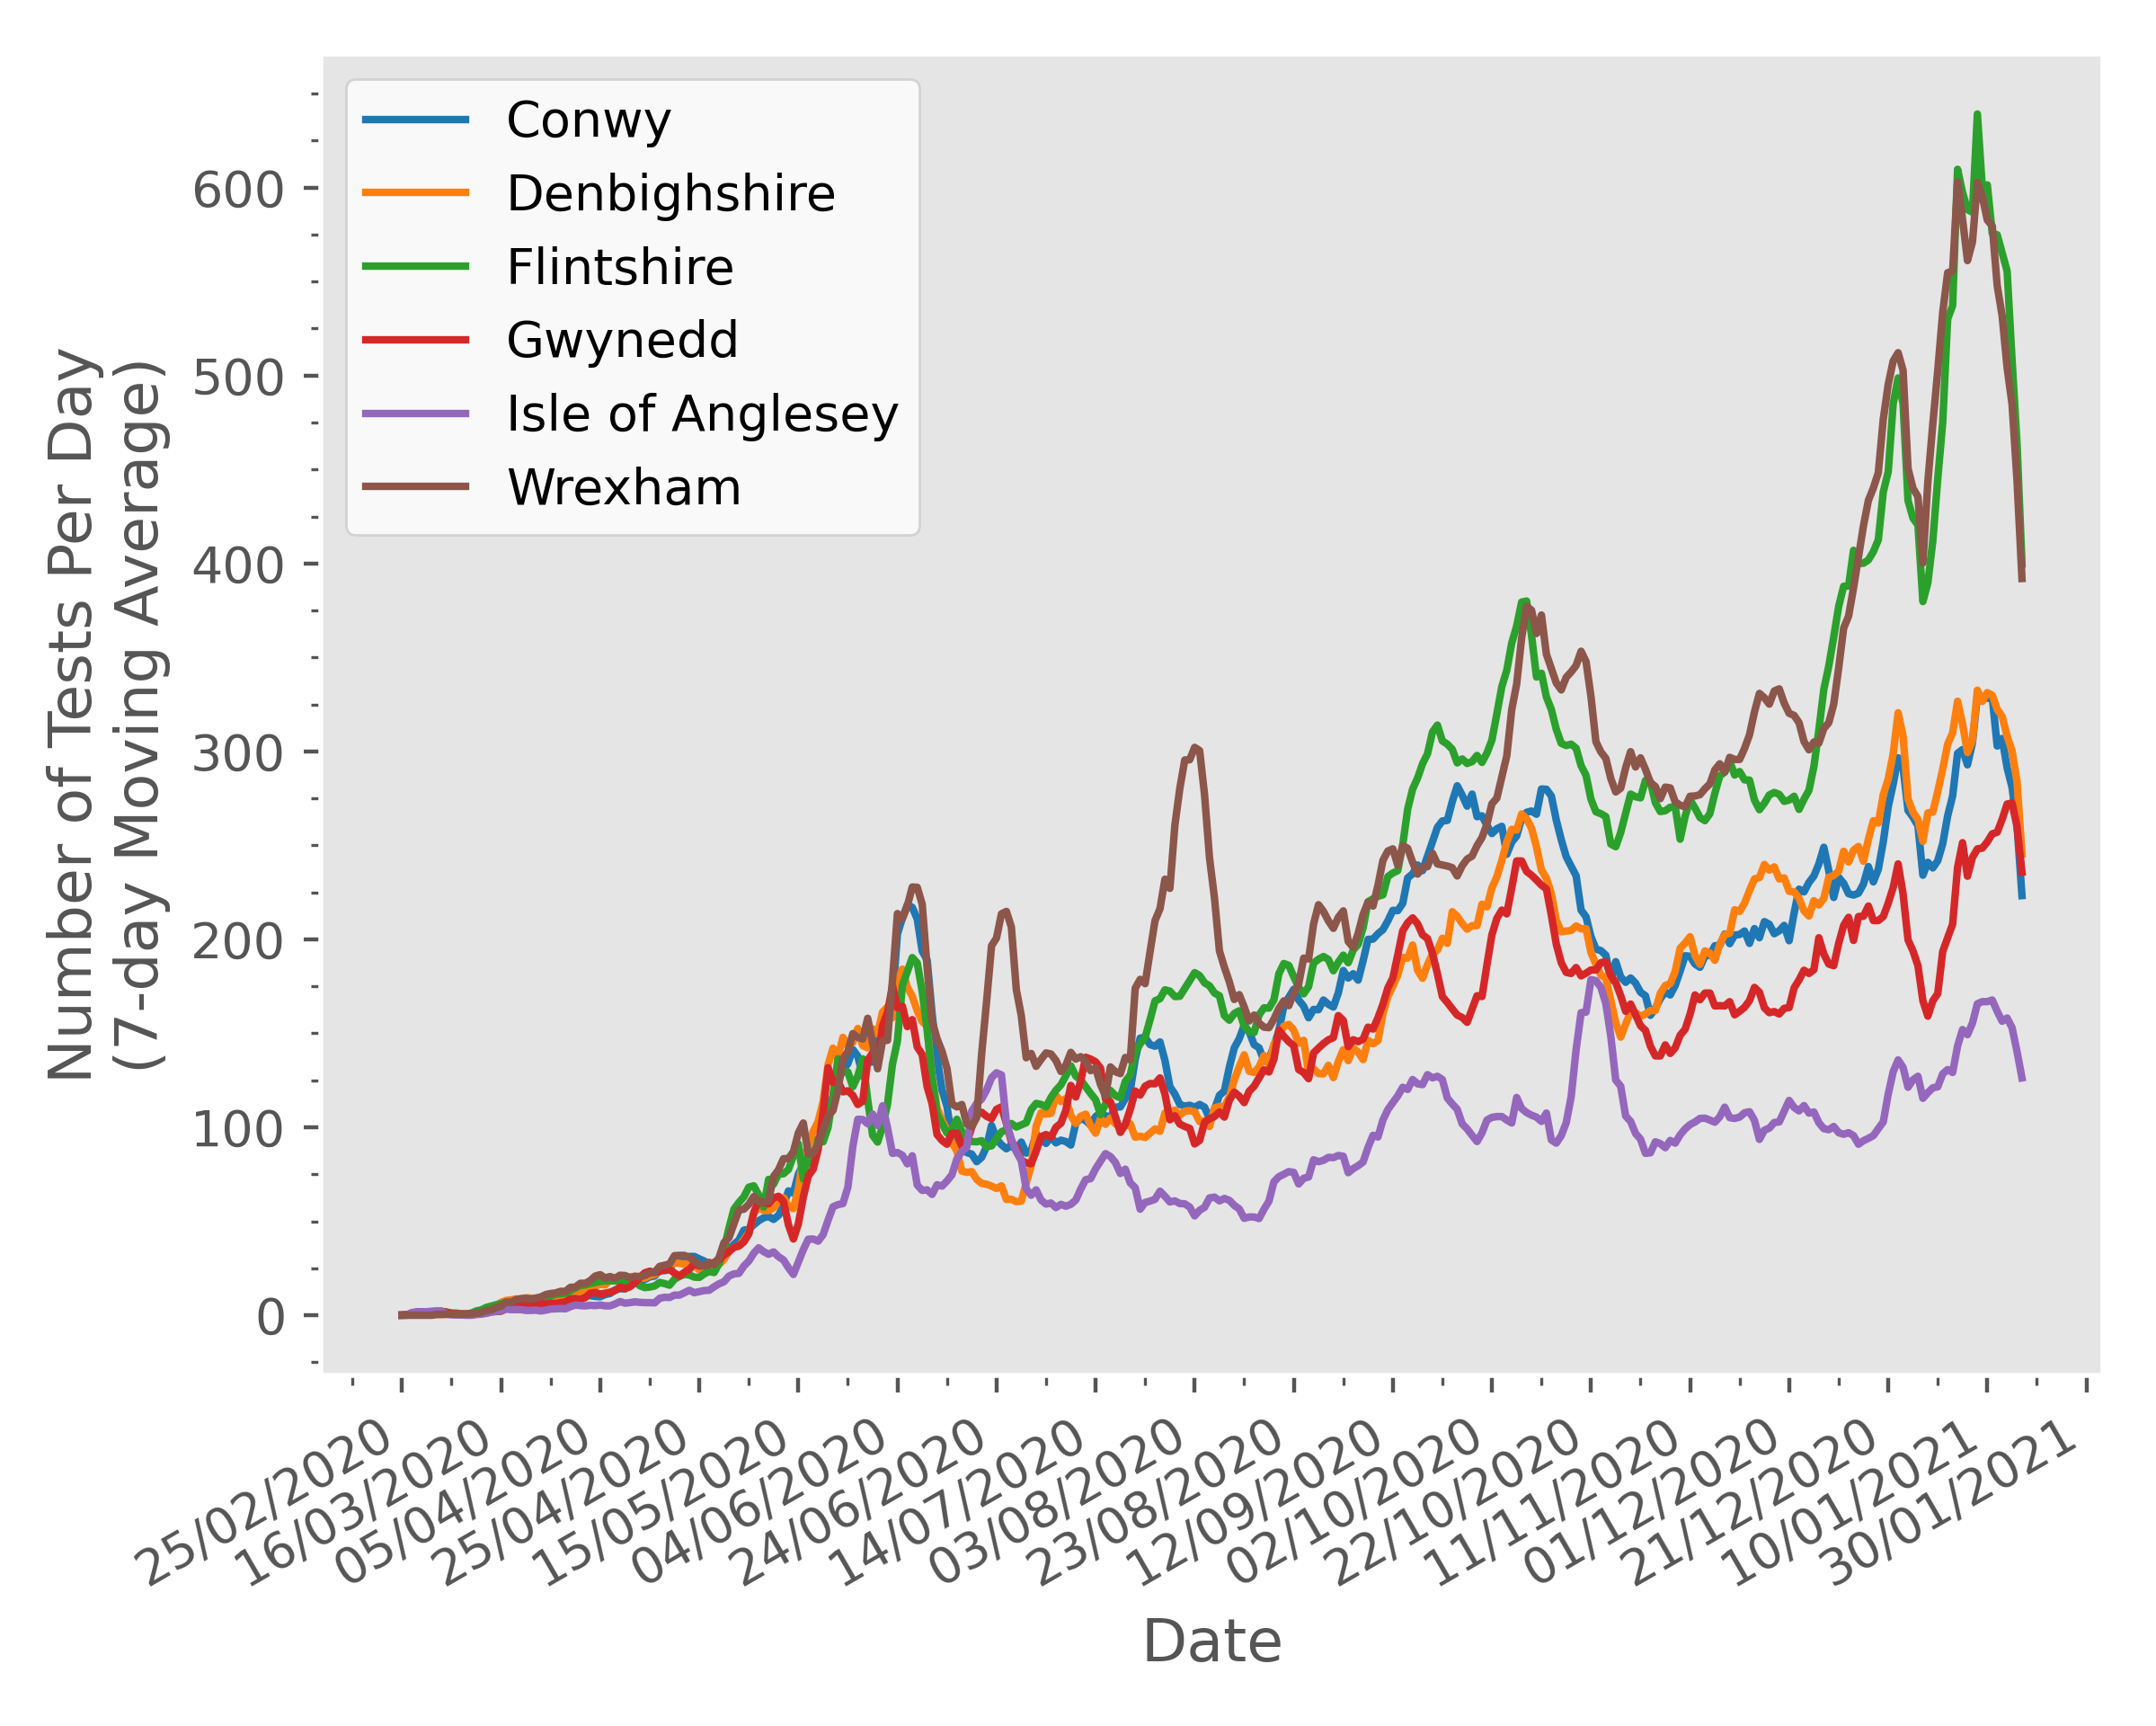 Conwy
Denbighshire
Flintshire
Gwynedd
Isle of Anglesey
Wrexham
Number of Tests Per Day
(7-day Moving Average)
600
500
400
300
200
100
0
25/02/2020
16/03/2020
05/04/2020
25/04/2020
15/05/2020
04/06/2020
24/06/2020
14/07/2020
03/08/2020
23/08/2020
12/09/2020
02/10/2020
22/10/2020
11/11/2020
01/12/2020
21/12/2020
10/01/2021
30/01/2021
Date